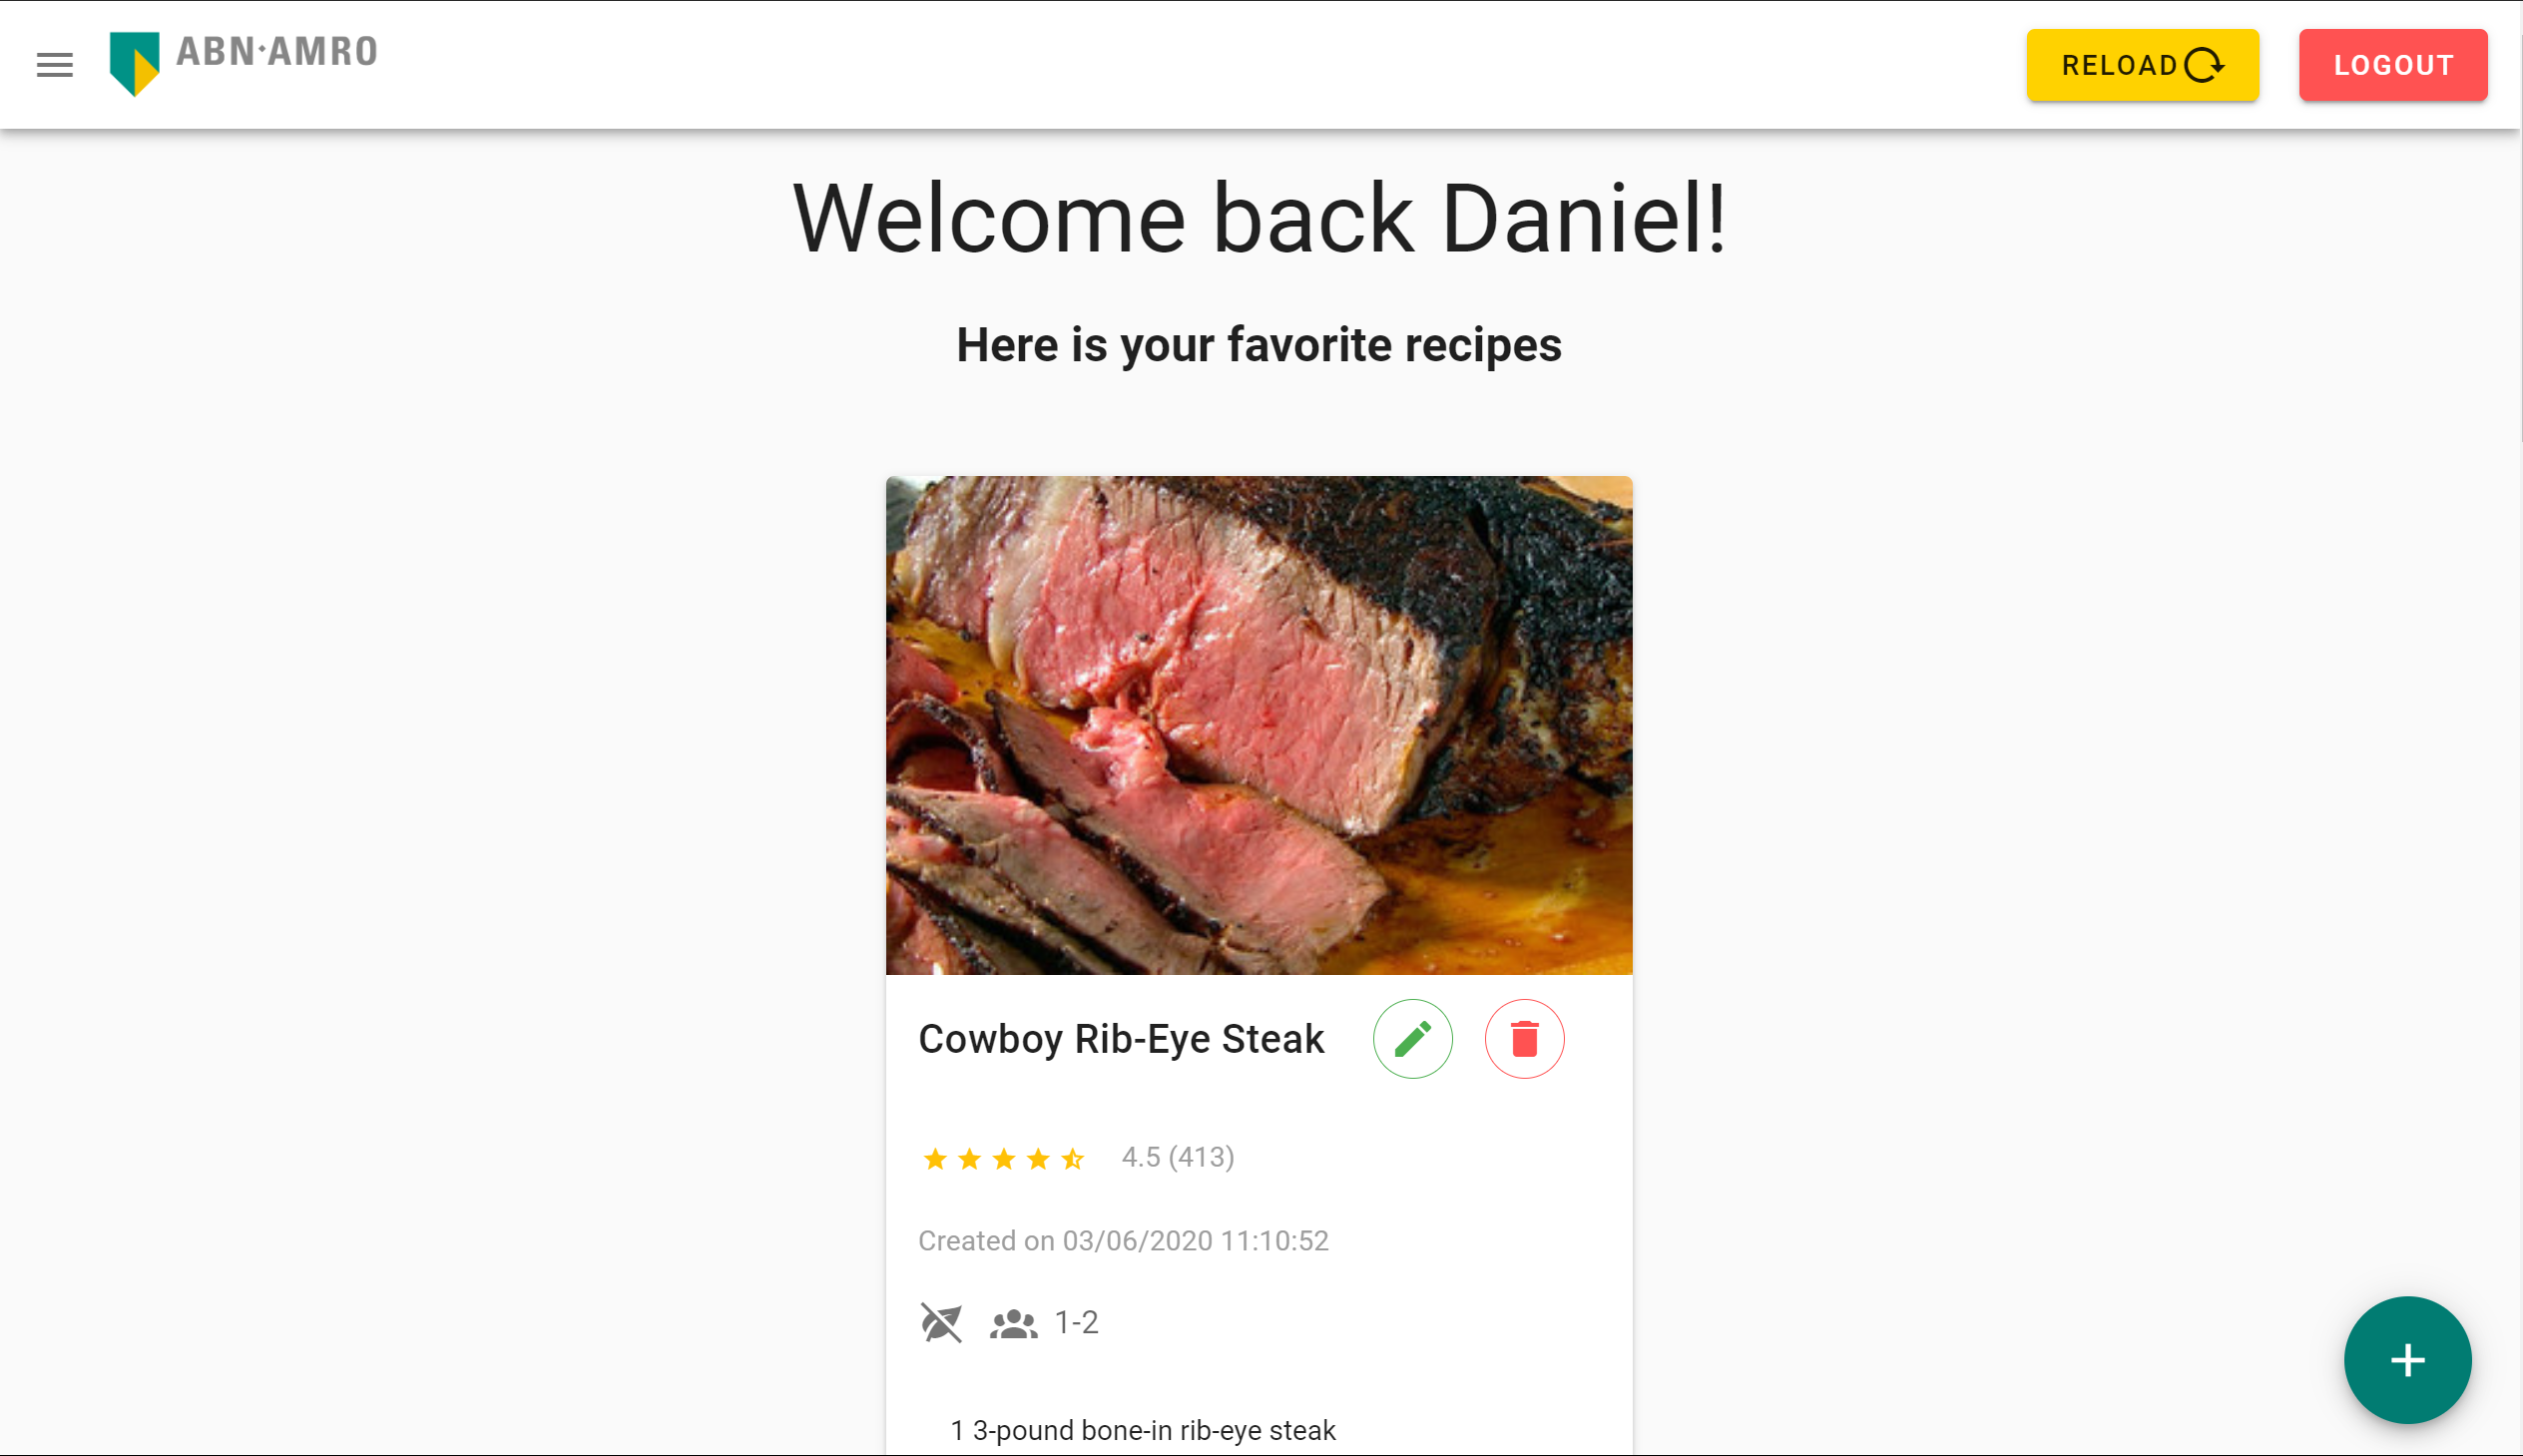 ABN·AMRO
RELOAD
LOGOUT
Welcome back Daniel!
Here is your favorite recipes
Cowboy Rib-Eye Steak
4.5 (413)
Created on 03/06/2020 11:10:52
1-2
1 3-pound bone-in rib-eye steak